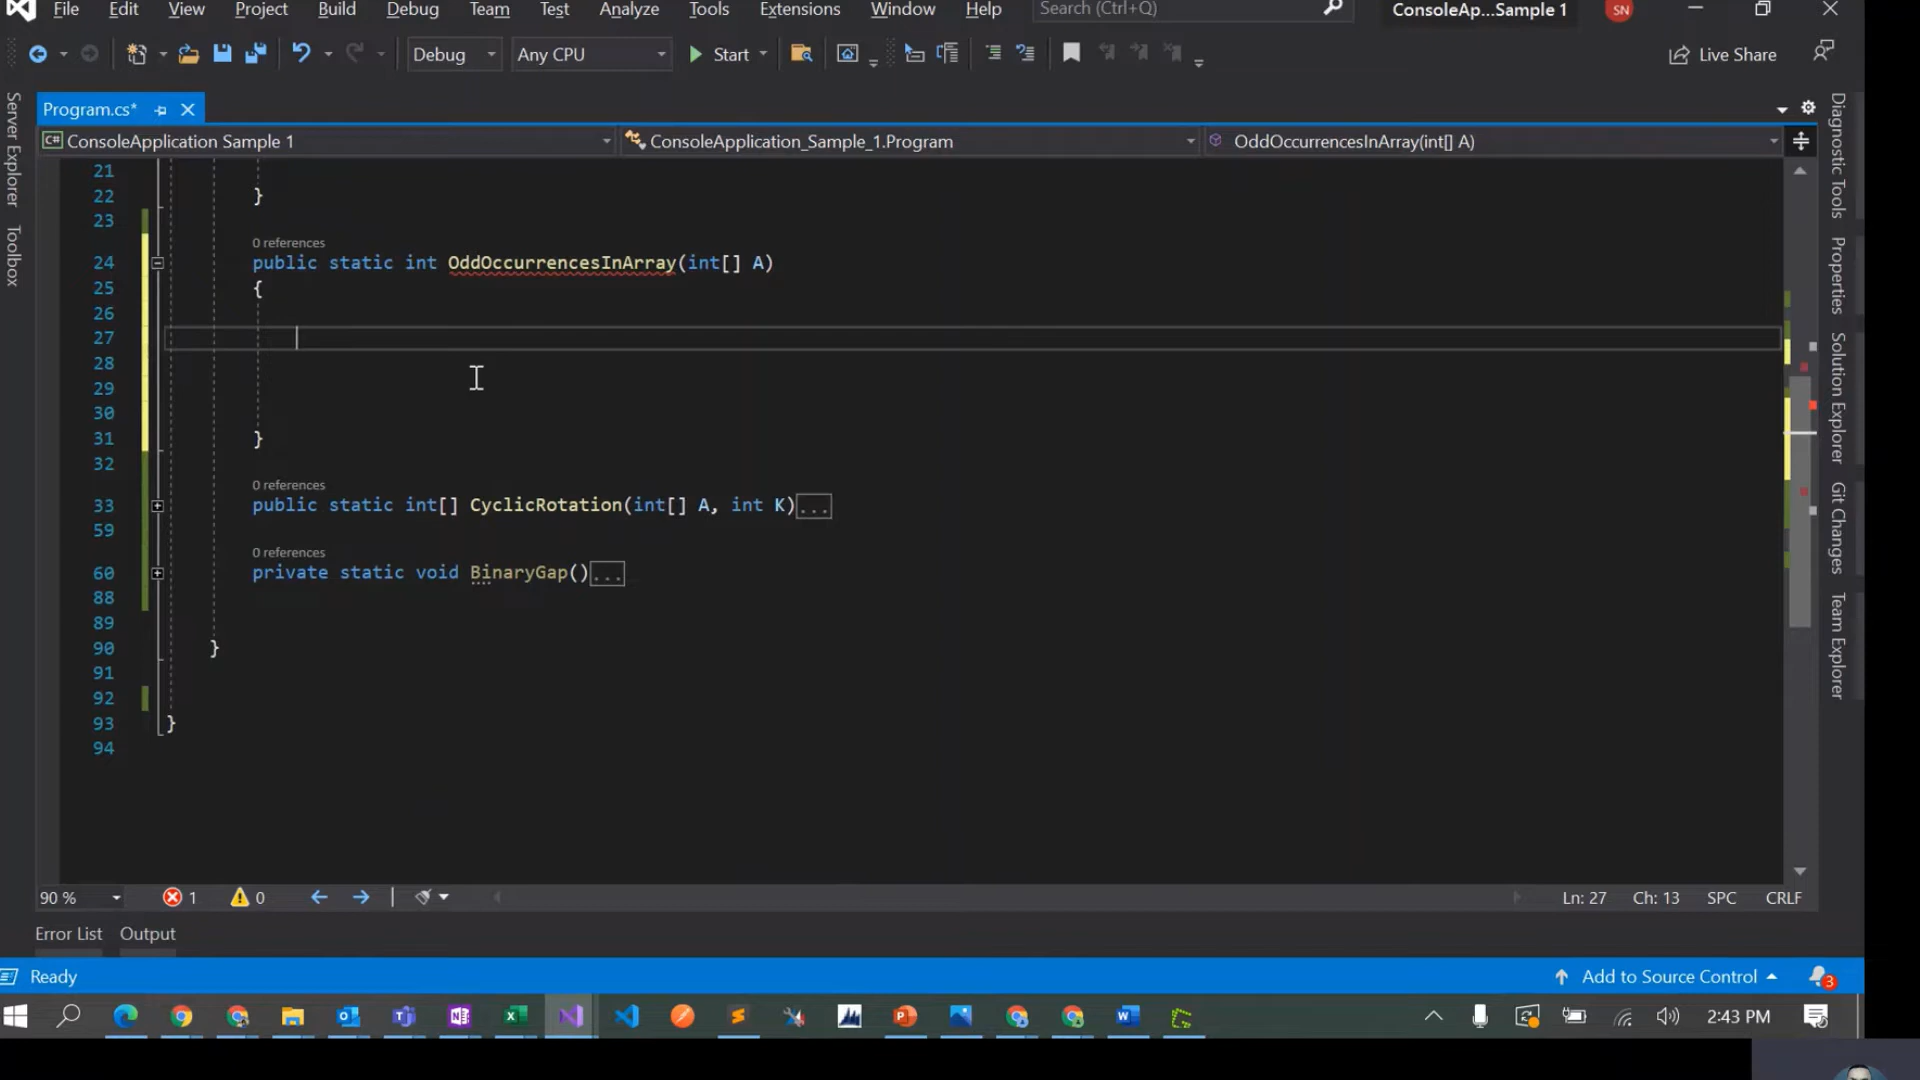 File Edit View Project Build Debug Team Test Analyze Tools Extensions Window Help Search (Ctrl+Q) ConsoleAp...Sample 1 SN
Debug Any CPU Start Live Share
Program.cs*
C# ConsoleApplication Sample 1 ConsoleApplication_Sample_1.Program OddOccurrencesInArray(int[] A)
Server Explorer
Toolbox
Diagnostic Tools
Properties
Solution Explorer
Git Changes
Team Explorer
21
22 }
23
0 references
24 public static int OddOccurrencesInArray(int[] A)
25 {
26
27
28
29
30
31 }
32
0 references
33 public static int[] CyclicRotation(int[] A, int K)...
59
0 references
60 private static void BinaryGap()...
88
89
90 }
91
92
93 }
94
90 % 1 0 Ln: 27 Ch: 13 SPC CRLF
Error List Output
Ready Add to Source Control 3
2:43 PM